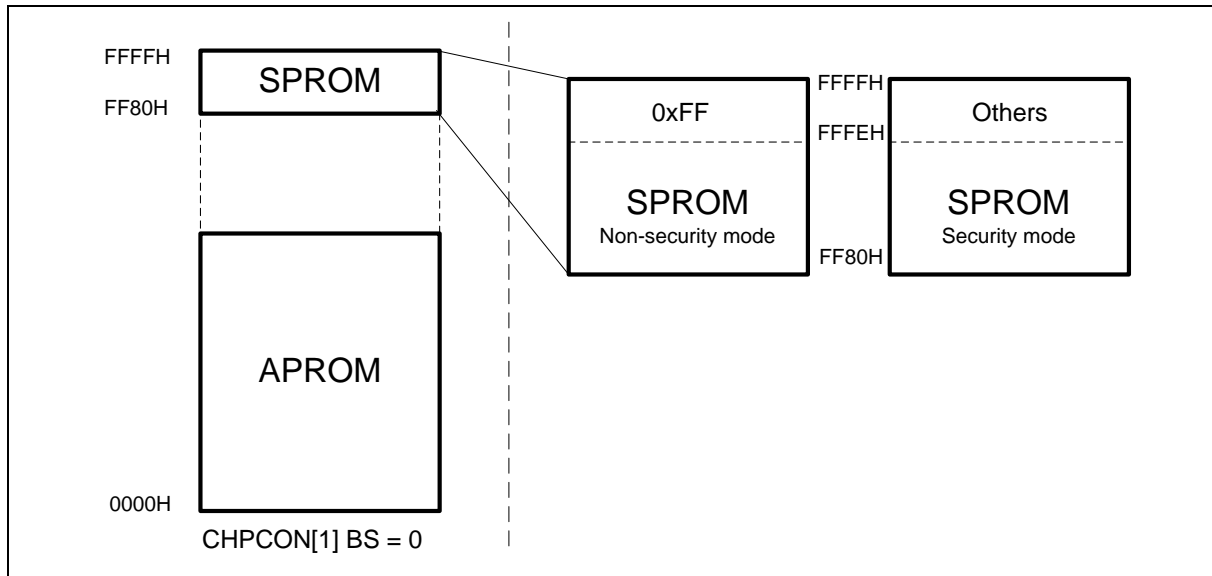 FFFFH
SPROM
FF80H
APROM
0000H
CHPCON[1] BS = 0
0xFF
SPROM
Non-security mode
FFFFH
FFFEH
FF80H
Others
SPROM
Security mode